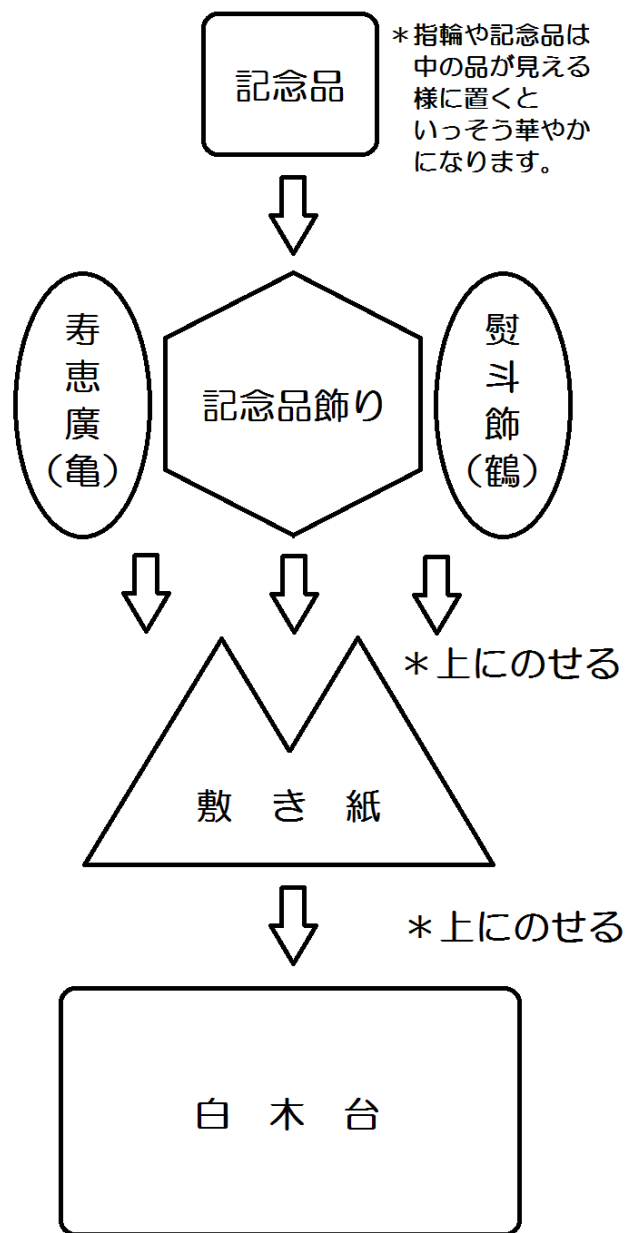 記念品
＊指輪や記念品は
中の品が見える
様に置くと
いっそう華やか
になります。
寿恵廣（亀）
記念品飾り
熨斗飾（鶴）
＊上にのせる
敷き紙
＊上にのせる
白木台